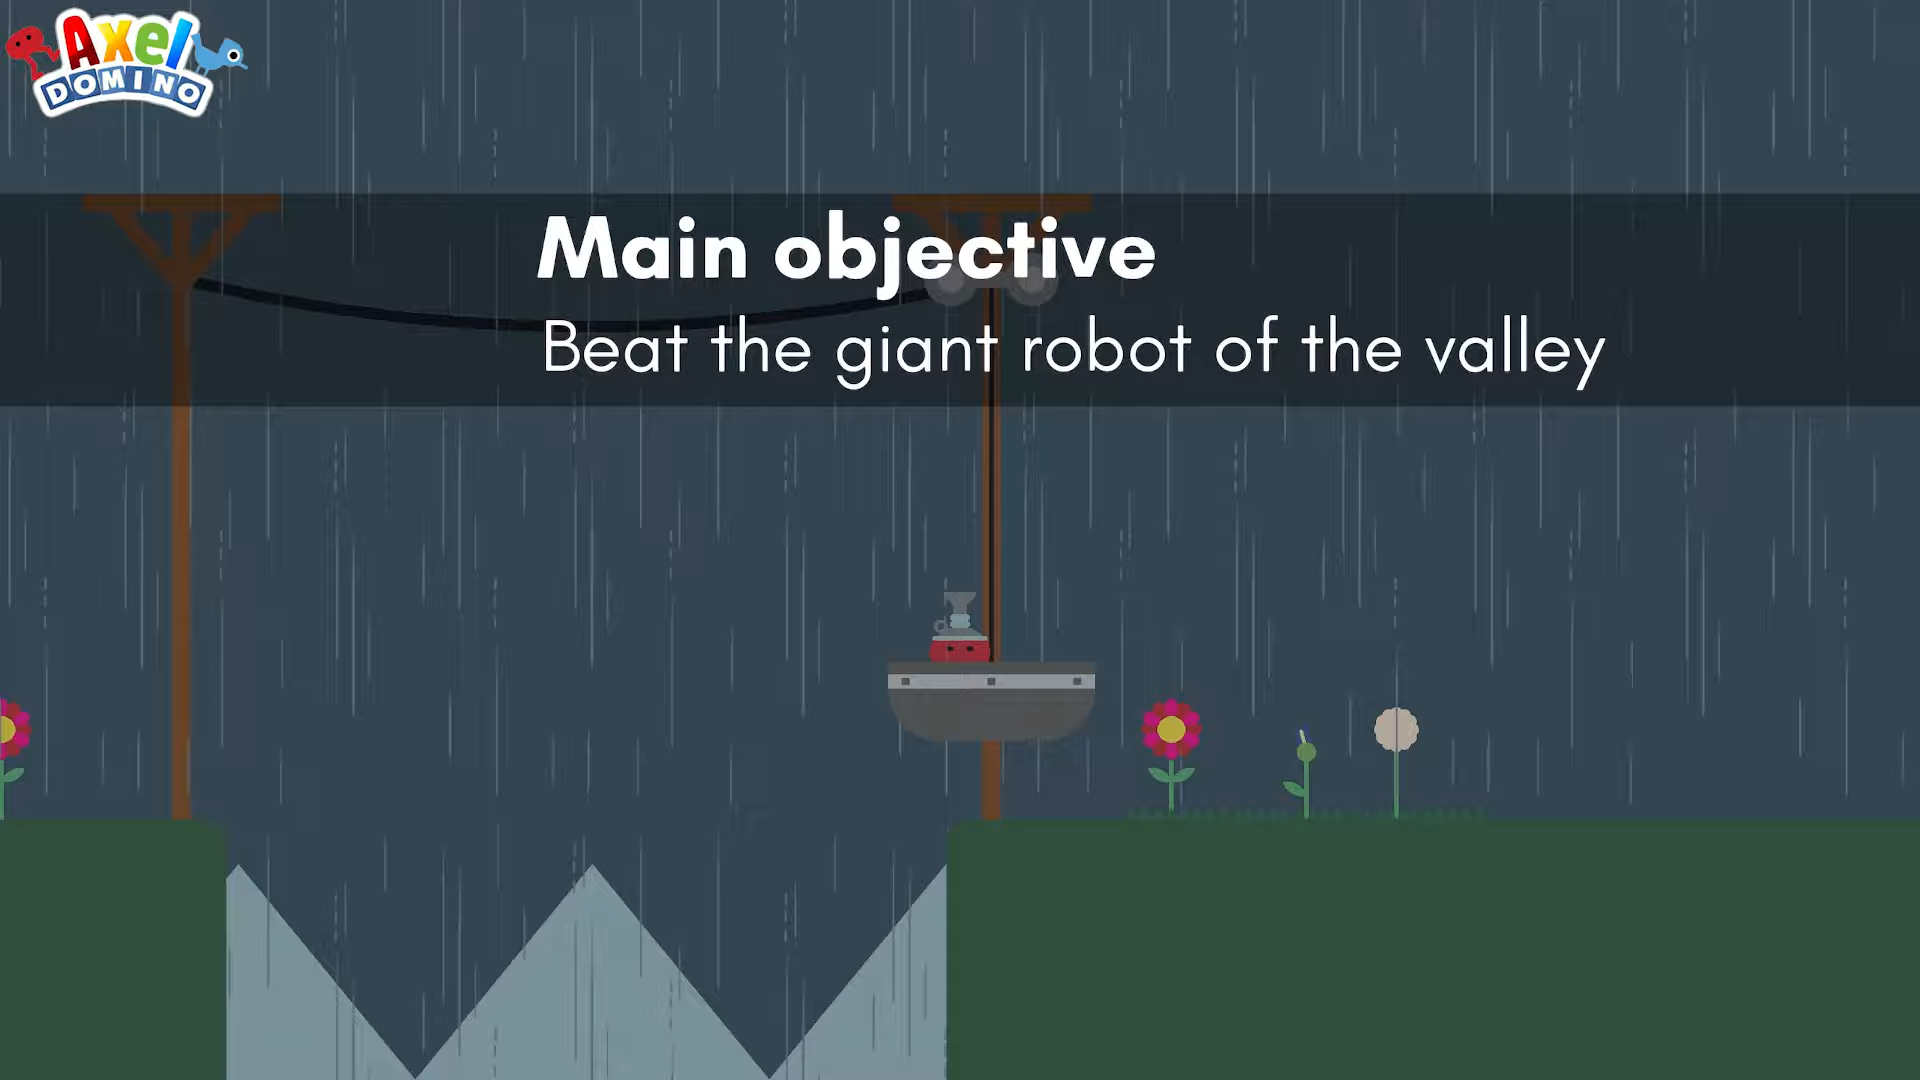 Axel
DOMINO
Main objective
Beat the giant robot of the valley